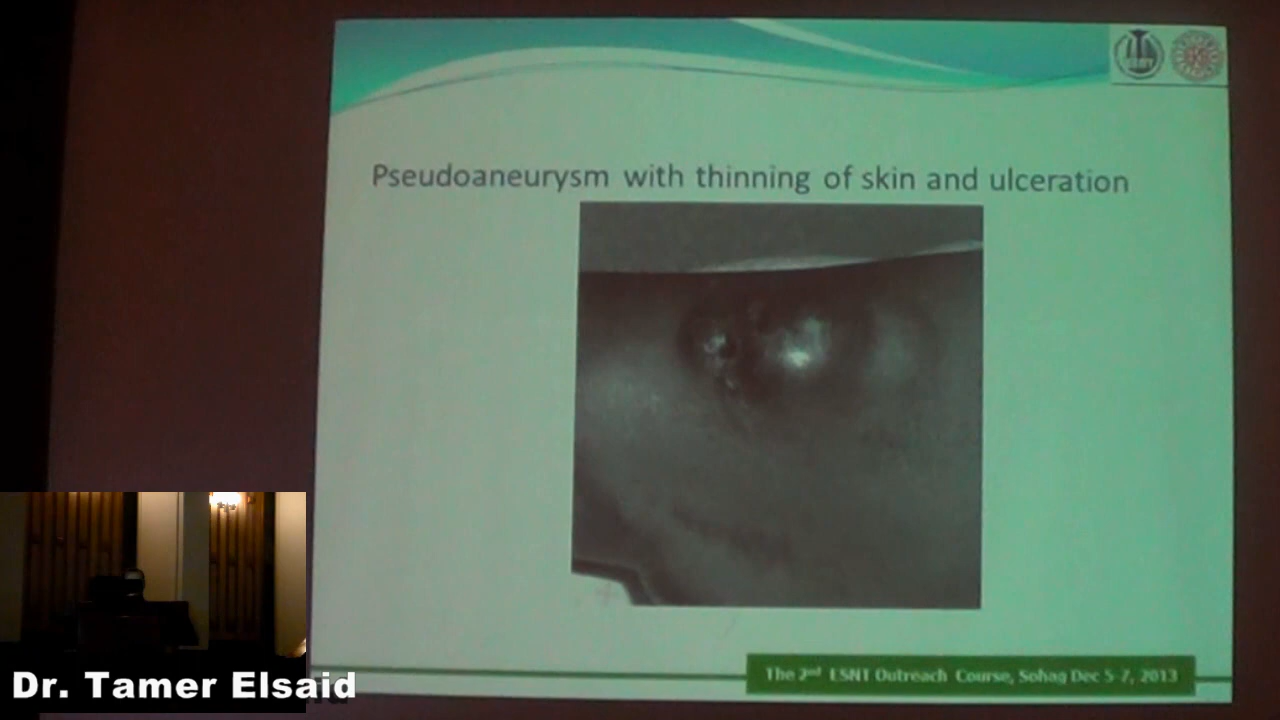 Pseudoaneurysm with thinning of skin and ulceration
The 2nd ESNT Outreach Course, Sohag Dec 5-7, 2013
Dr. Tamer Elsaid